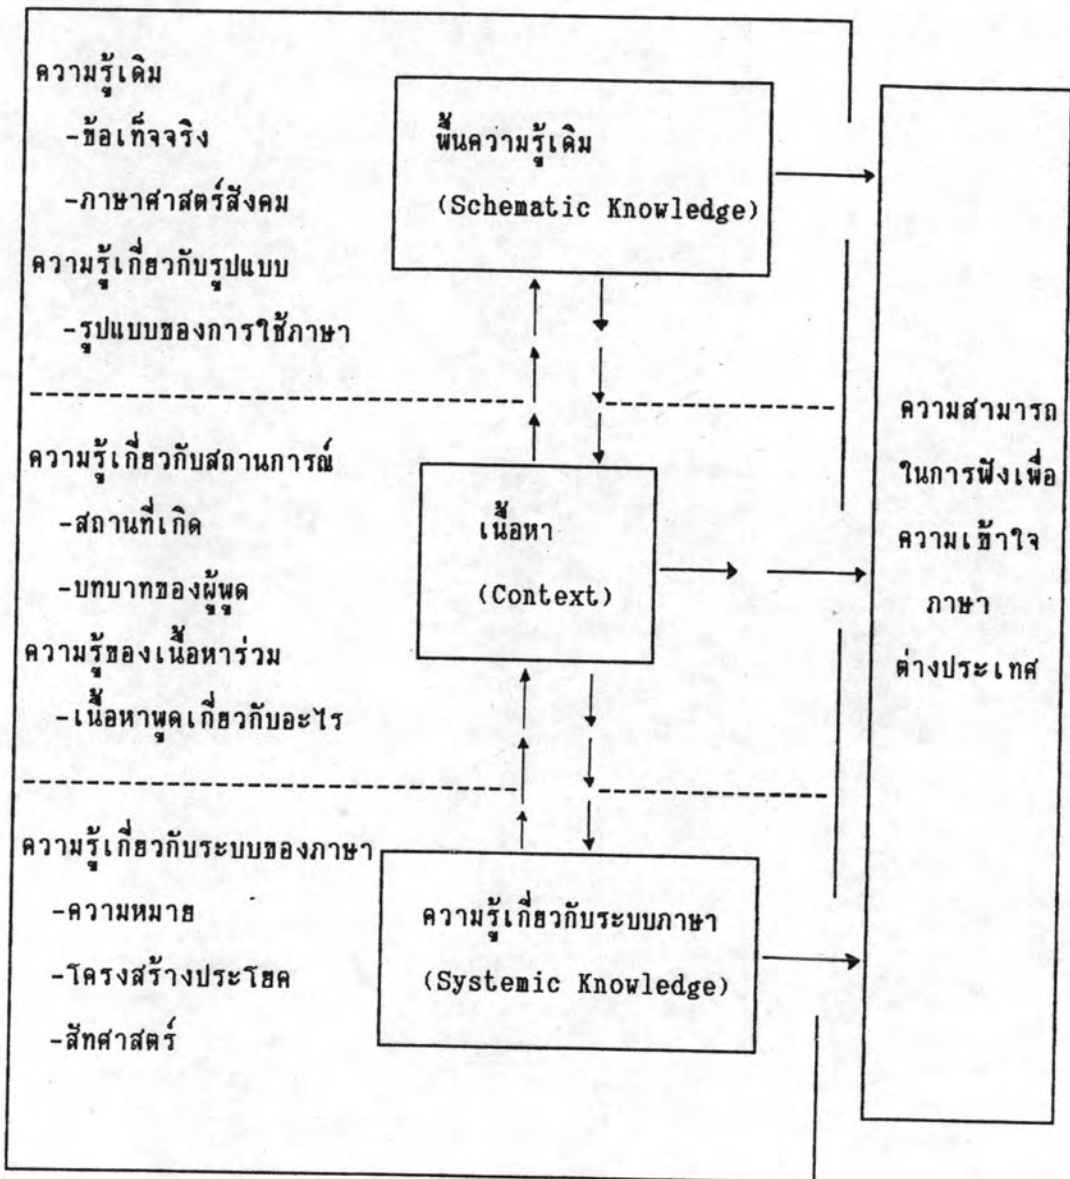 ความรู้เดิม
-ข้อเท็จจริง
-ภาษาศาสตร์สังคม
ความรู้เกี่ยวกับรูปแบบ
-รูปแบบของการใช้ภาษา
พื้นความรู้เดิม
(Schematic Knowledge)
ความรู้เกี่ยวกับสถานการณ์
-สถานที่เกิด
-บทบาทของผู้พูด
ความรู้ของเนื้อหาร่วม
-เนื้อหาพูดเกี่ยวกับอะไร
เนื้อหา
(Context)
ความรู้เกี่ยวกับระบบของภาษา
-ความหมาย
-โครงสร้างประโยค
-สัทศาสตร์
ความรู้เกี่ยวกับระบบภาษา
(Systemic Knowledge)
ความสามารถ
ในการฟังเพื่อ
ความเข้าใจ
ภาษา
ต่างประเทศ